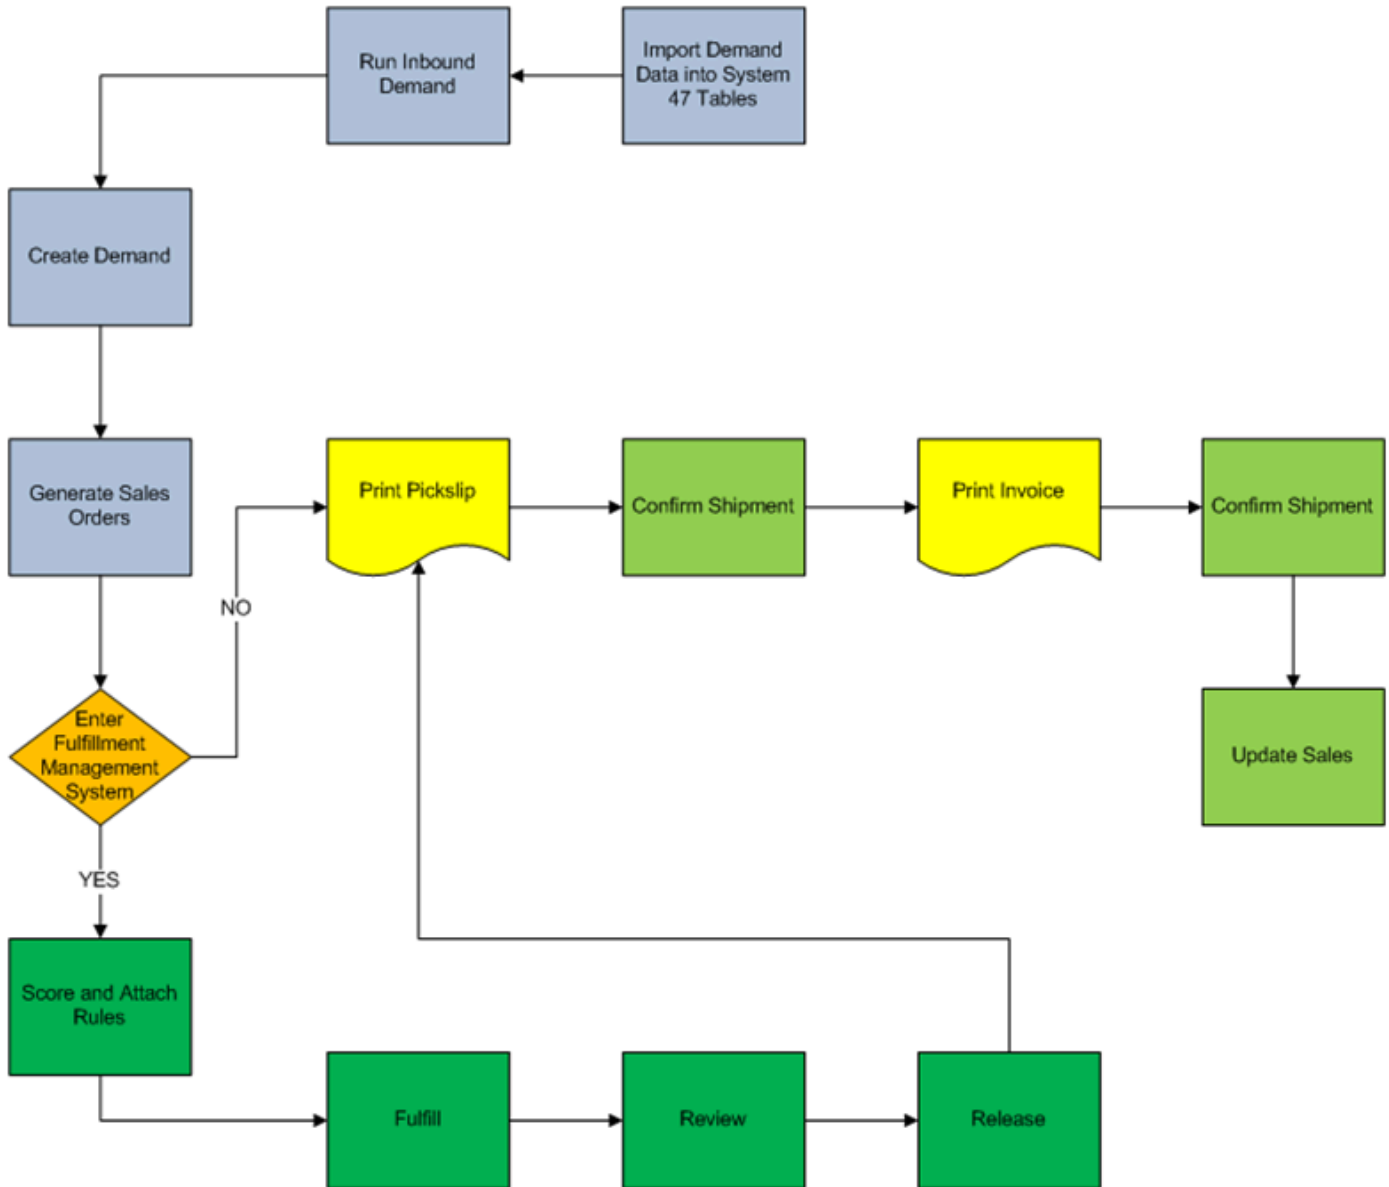 Run Inbound
Demand
Import Demand
Data into System
47 Tables
Create Demand
Generate Sales
Orders
Print Pickslip
Confirm Shipment
Print Invoice
Confirm Shipment
NO
Enter
Fulfillment
Management
System
Update Sales
YES
Score and Attach
Rules
Fulfill
Review
Release